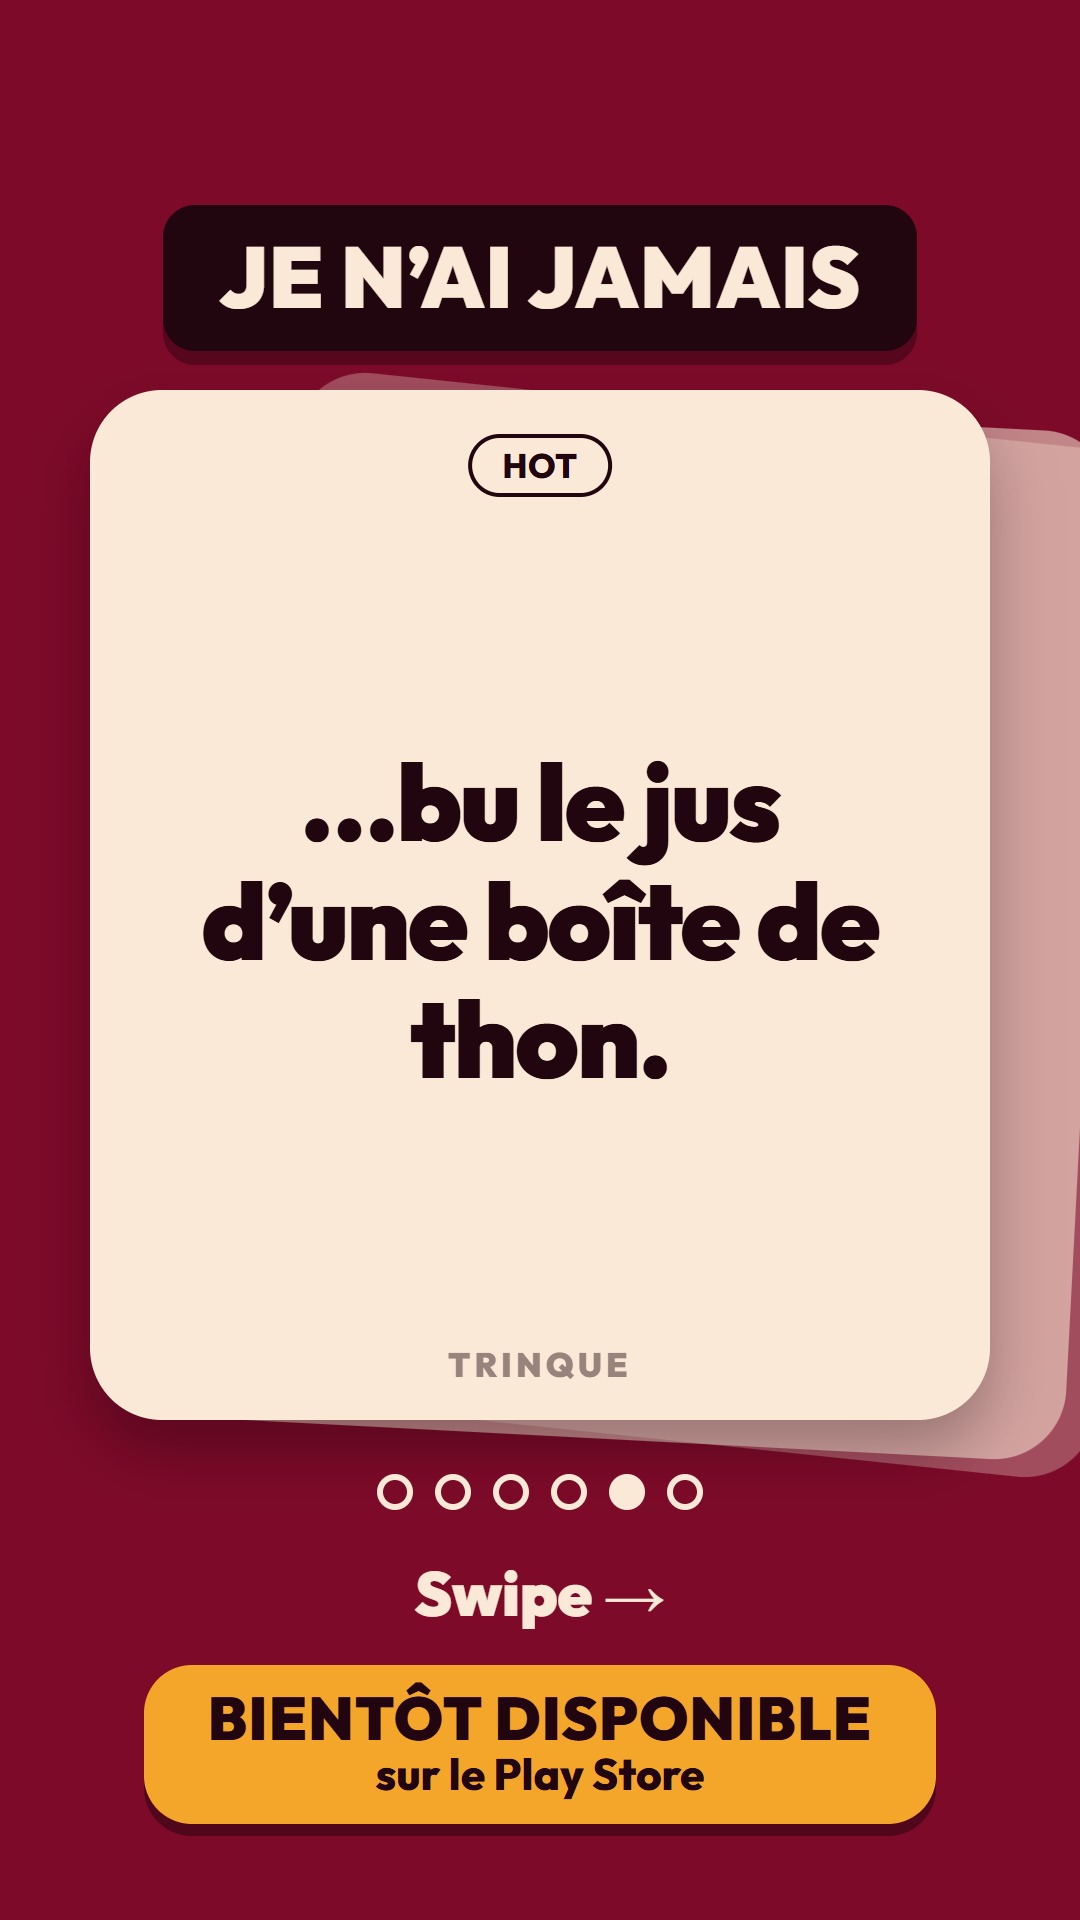 JE N’AI JAMAIS
HOT
...bu le jus
d’une boîte de
thon.
TRINQUE
Swipe →
BIENTÔT DISPONIBLE
sur le Play Store